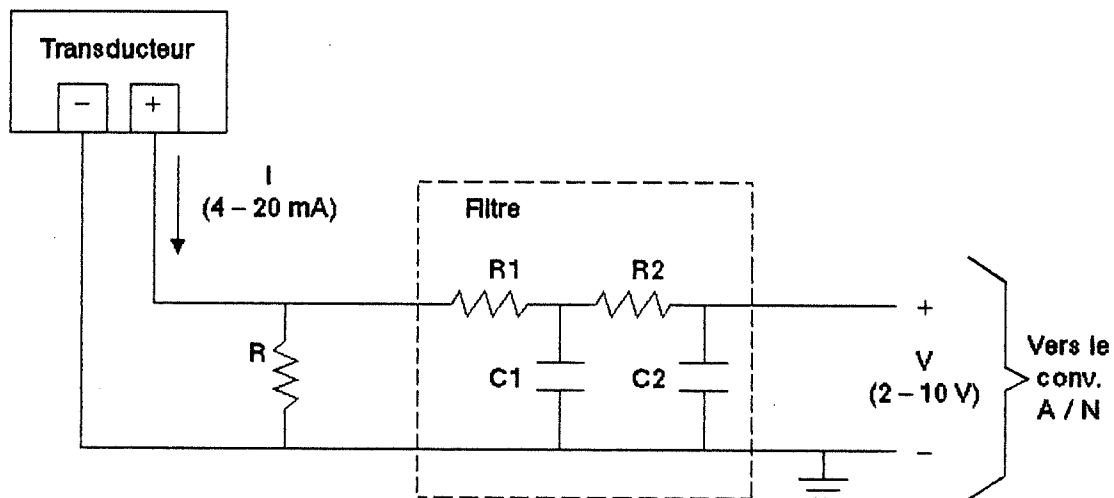 Transducteur
− +
I
(4 – 20 mA)
Filtre
R1 R2
R
C1 C2
+
V
(2 – 10 V)
−
Vers le
conv.
A / N